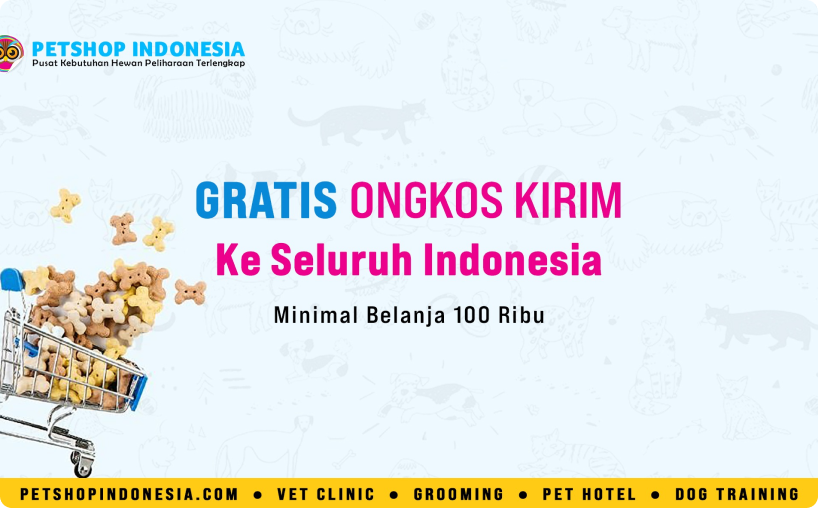 PETSHOP INDONESIA
Pusat Kebutuhan Hewan Peliharaan Terlengkap
GRATIS ONGKOS KIRIM
Ke Seluruh Indonesia
Minimal Belanja 100 Ribu
PETSHOPINDONESIA.COM ● VET CLINIC ● GROOMING ● PET HOTEL ● DOG TRAINING